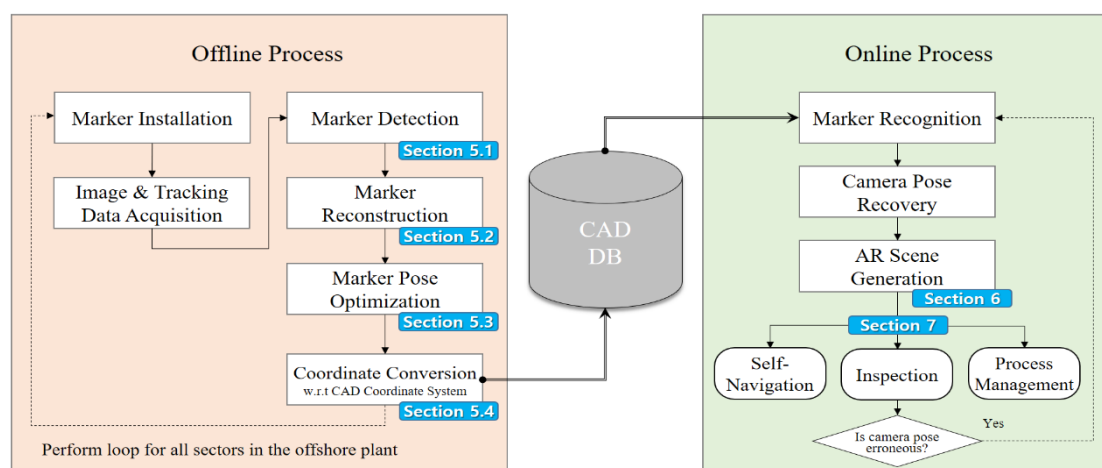 Offline Process
Marker Installation
Image & Tracking
Data Acquisition
Marker Detection
Section 5.1
Marker
Reconstruction
Section 5.2
Marker Pose
Optimization
Section 5.3
Coordinate Conversion
w.r.t CAD Coordinate System
Section 5.4
Perform loop for all sectors in the offshore plant
CAD
DB
Online Process
Marker Recognition
Camera Pose
Recovery
AR Scene
Generation
Section 6
Section 7
Self-
Navigation
Inspection
Process
Management
Is camera pose
erroneous?
Yes